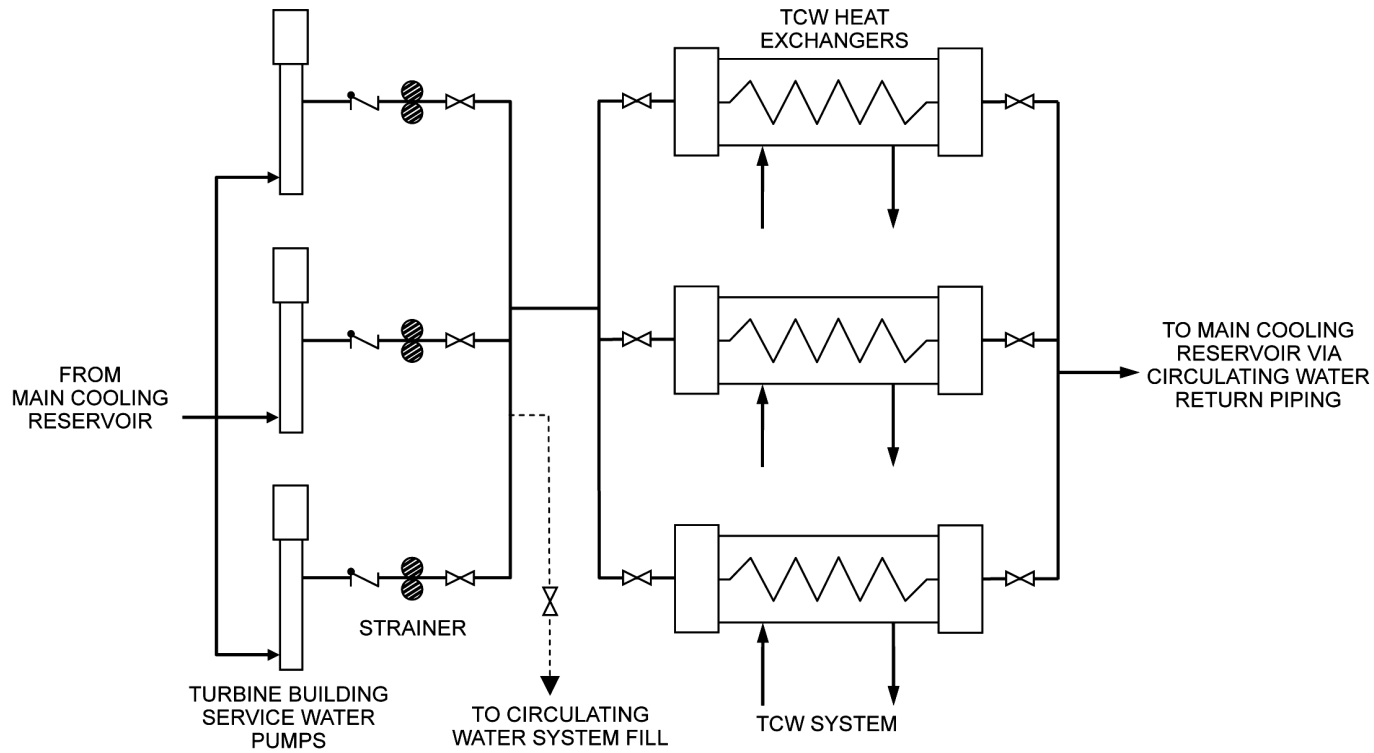 TCW HEAT
EXCHANGERS
FROM
MAIN COOLING
RESERVOIR
TO MAIN COOLING
RESERVOIR VIA
CIRCULATING WATER
RETURN PIPING
STRAINER
TURBINE BUILDING
SERVICE WATER
PUMPS
TO CIRCULATING
WATER SYSTEM FILL
TCW SYSTEM